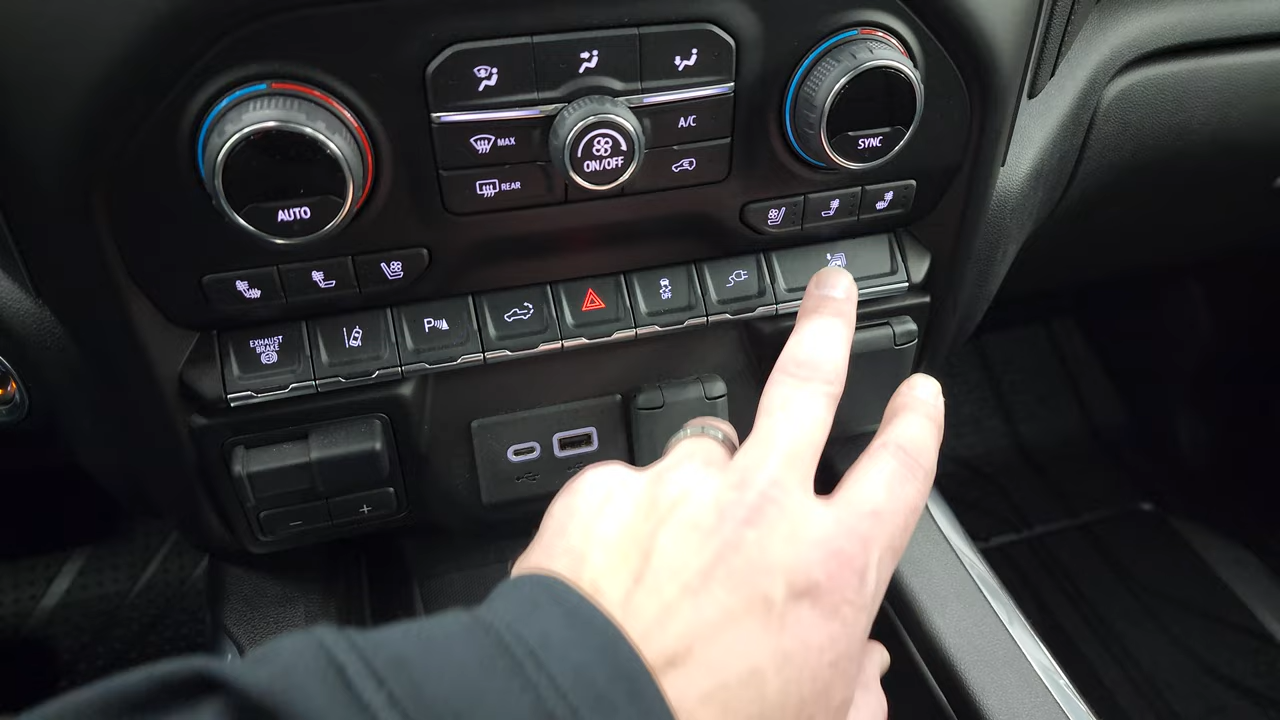 MAX
A/C
ON/OFF
REAR
SYNC
AUTO
OFF
EXHAUST
BRAKE
P
− +